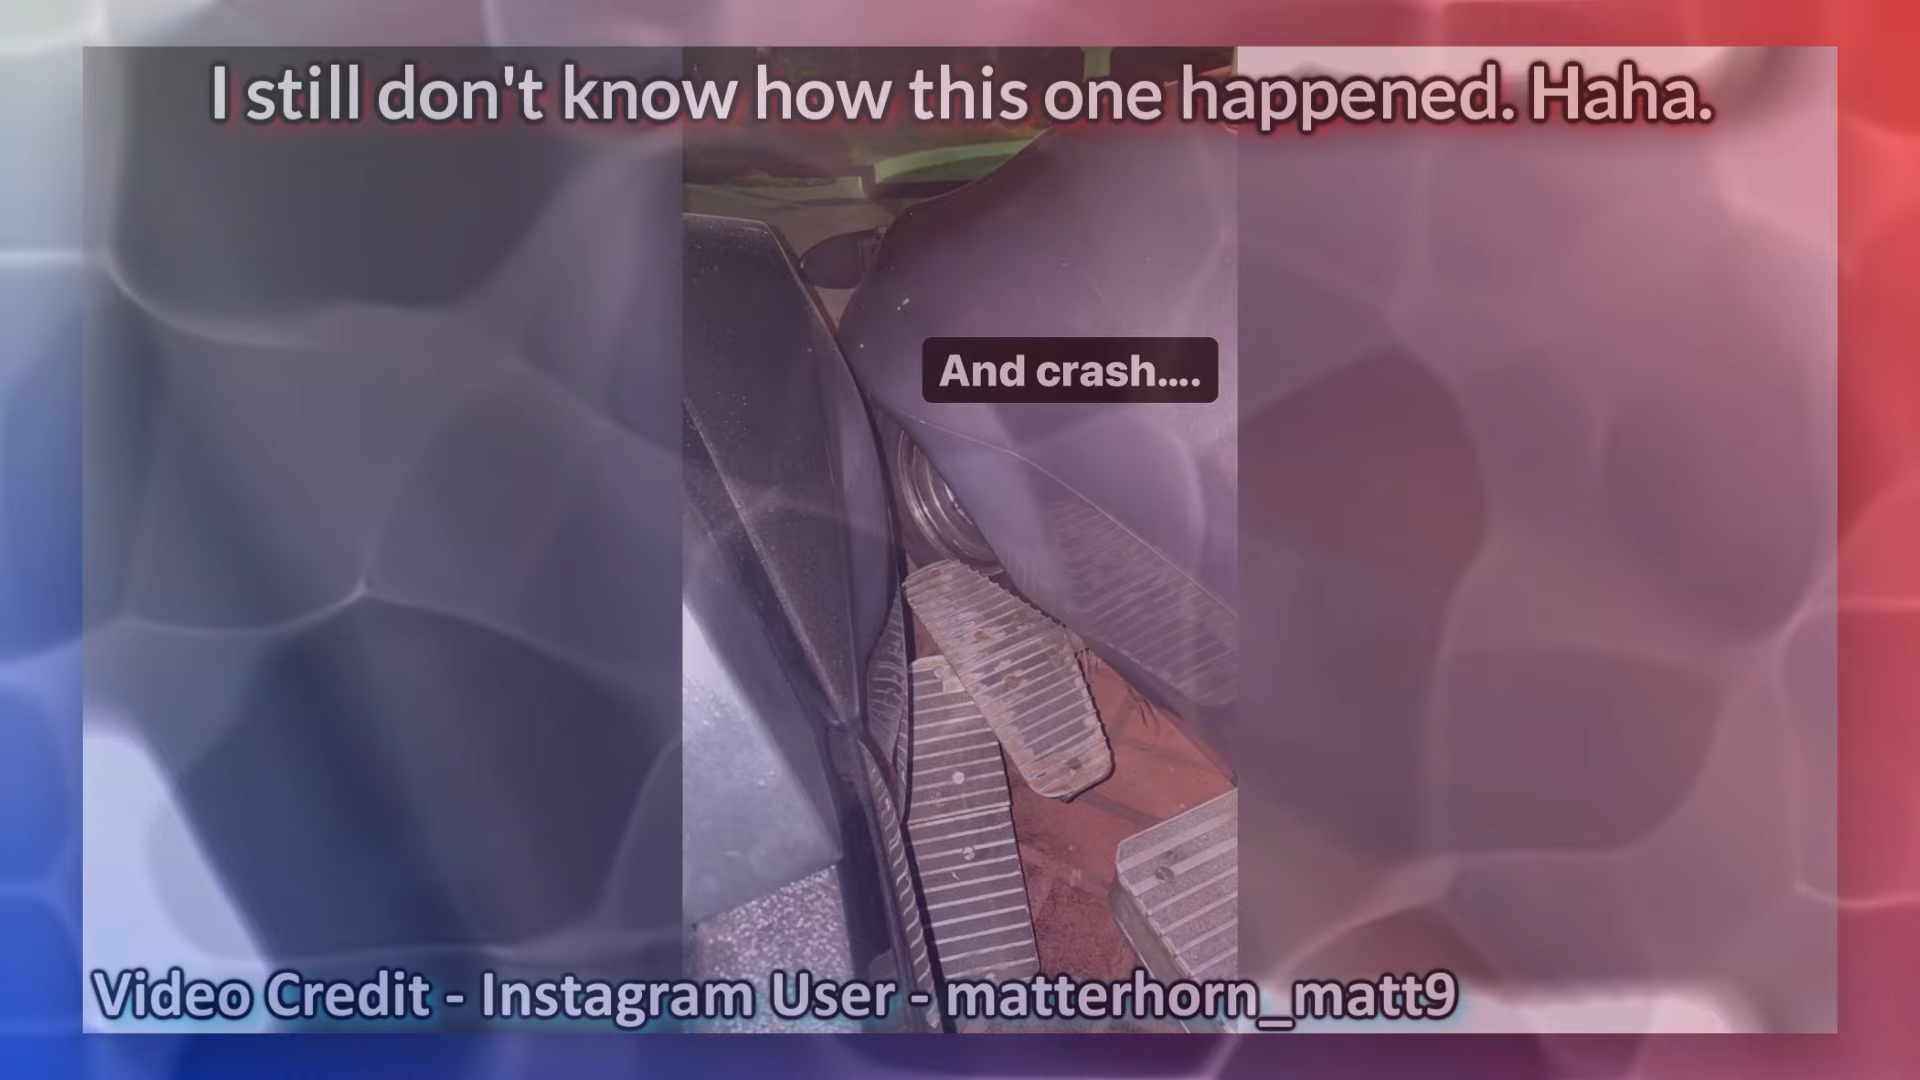 I still don't know how this one happened. Haha.
And crash....
Video Credit - Instagram User - matterhorn_matt9